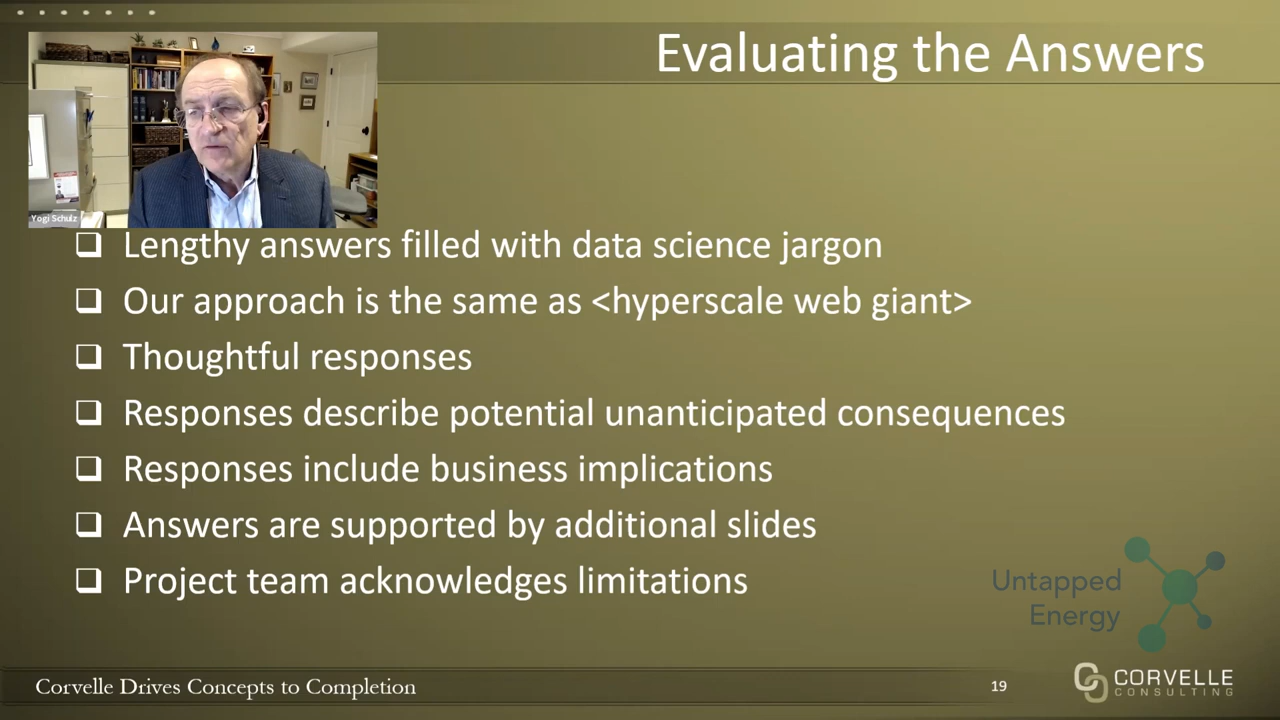 Evaluating the Answers
Yogi Schulz
Lengthy answers filled with data science jargon
Our approach is the same as <hyperscale web giant>
Thoughtful responses
Responses describe potential unanticipated consequences
Responses include business implications
Answers are supported by additional slides
Project team acknowledges limitations
Untapped
Energy
Corvelle Drives Concepts to Completion
19
CORVELLE
CONSULTING